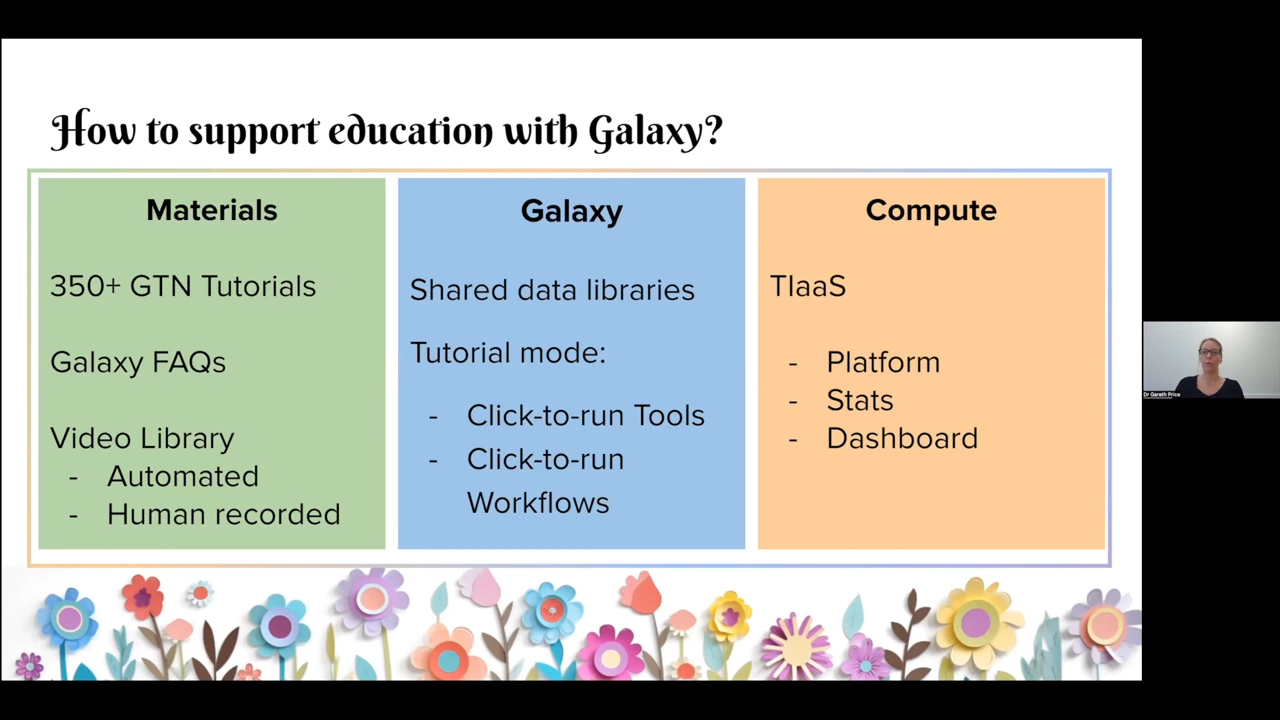 How to support education with Galaxy?
Materials
350+ GTN Tutorials
Galaxy FAQs
Video Library
- Automated
- Human recorded
Galaxy
Shared data libraries
Tutorial mode:
- Click-to-run Tools
- Click-to-run
Workflows
Compute
TIaaS
- Platform
- Stats
- Dashboard
Dr Gareth Price